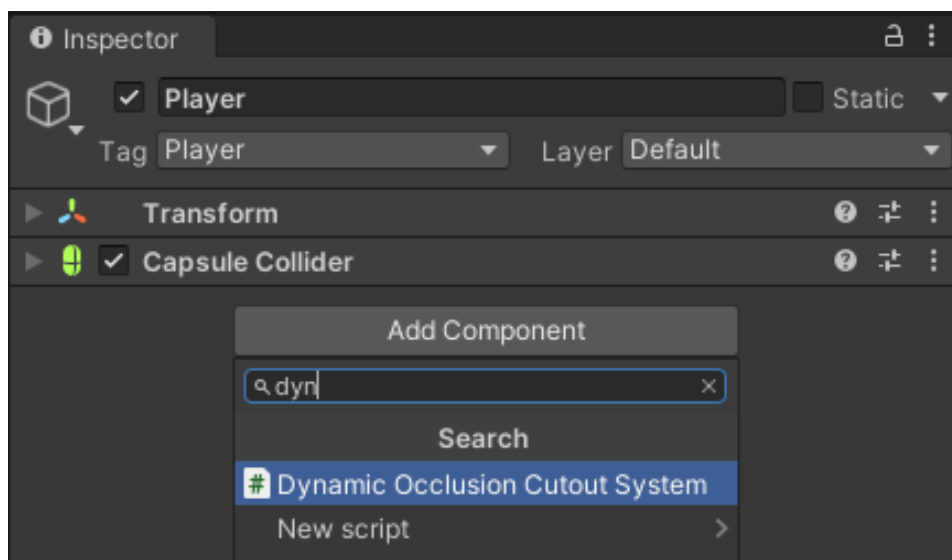 Inspector
Player
Static
Tag Player Layer Default
Transform
Capsule Collider
Add Component
dyn
Search
Dynamic Occlusion Cutout System
New script